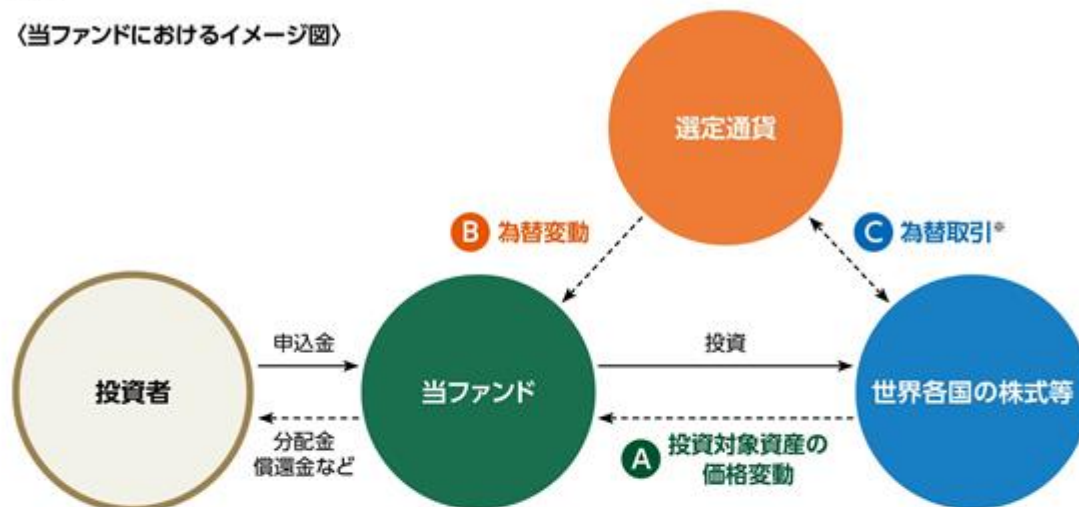 〈当ファンドにおけるイメージ図〉
選定通貨
B 為替変動
C 為替取引※
投資者
申込金
分配金
償還金など
当ファンド
投資
A 投資対象資産の
価格変動
世界各国の株式等